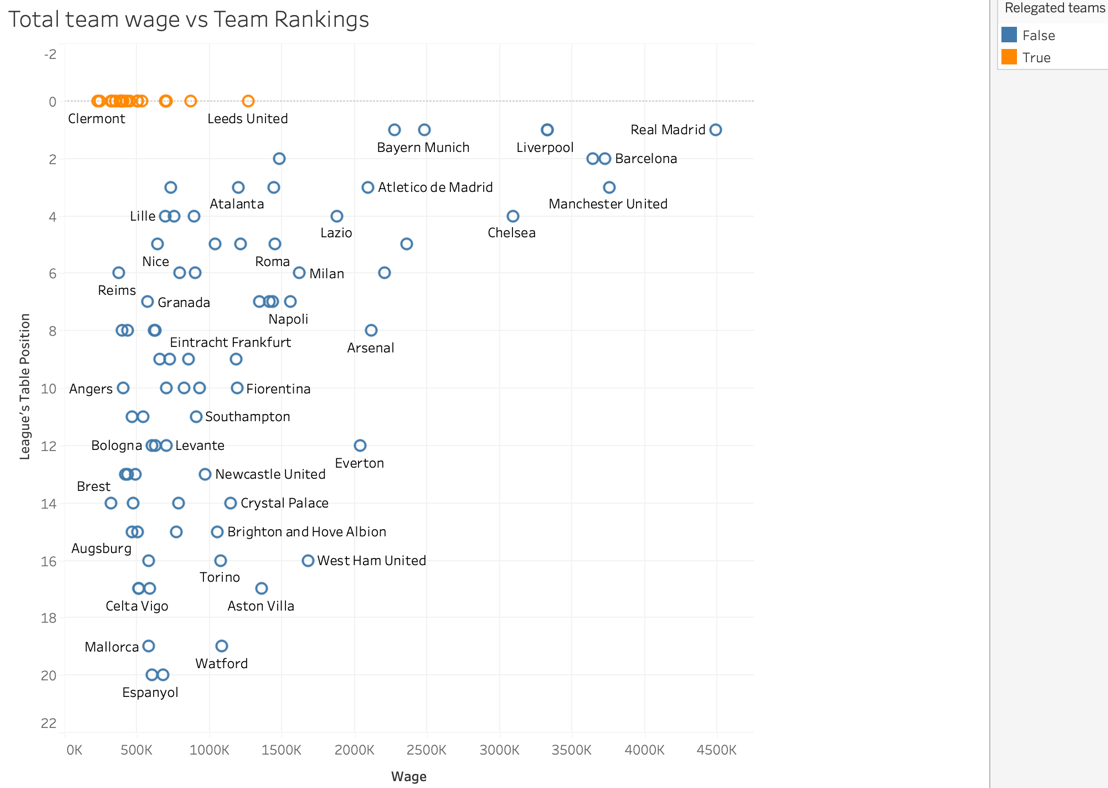 Total team wage vs Team Rankings
Relegated teams
False
True
-2
0
Clermont
Leeds United
Real Madrid
Bayern Munich
Liverpool
2
Barcelona
Atletico de Madrid
Atalanta
Manchester United
4
Lille
Lazio
Chelsea
Nice
Roma
6
Milan
Reims
Granada
Napoli
8
Eintracht Frankfurt
Arsenal
10
Angers
Fiorentina
Southampton
12
Bologna
Levante
Everton
Newcastle United
Brest
14
Crystal Palace
Brighton and Hove Albion
Augsburg
16
West Ham United
Torino
Celta Vigo
Aston Villa
18
Mallorca
Watford
20
Espanyol
22
League's Table Position
0K
500K
1000K
1500K
2000K
2500K
3000K
3500K
4000K
4500K
Wage